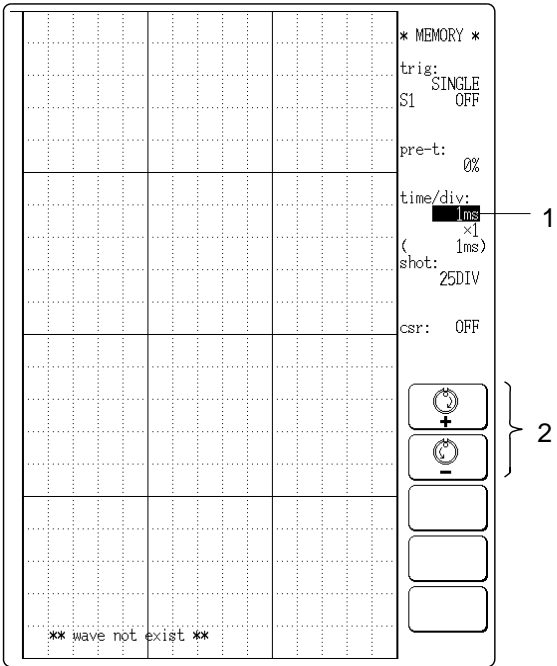 * MEMORY *
trig:
SINGLE
S1 OFF
pre-t:
0%
time/div:
1ms
×1
( 1ms)
shot:
25DIV
csr: OFF
+
−
1
2
** wave not exist **